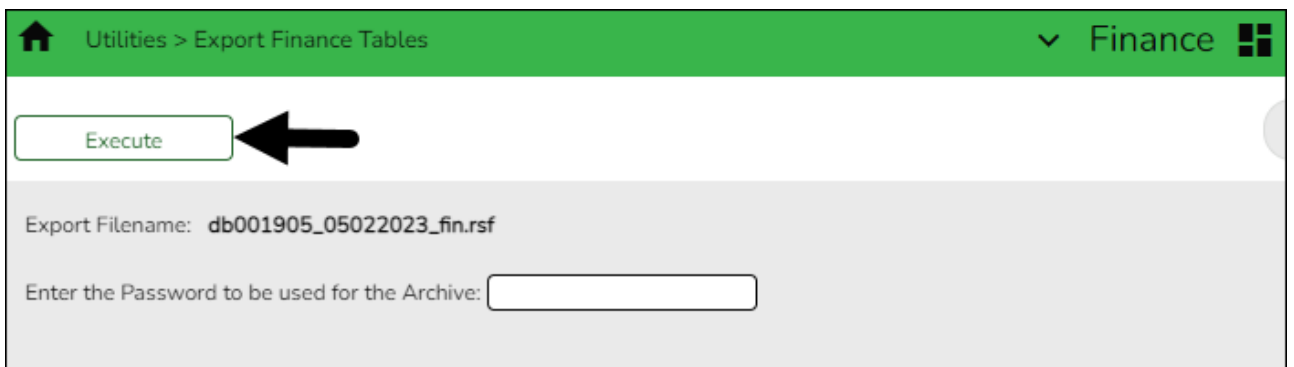 Utilities > Export Finance Tables
Finance
Execute
Export Filename: db001905_05022023_fin.rsf
Enter the Password to be used for the Archive: